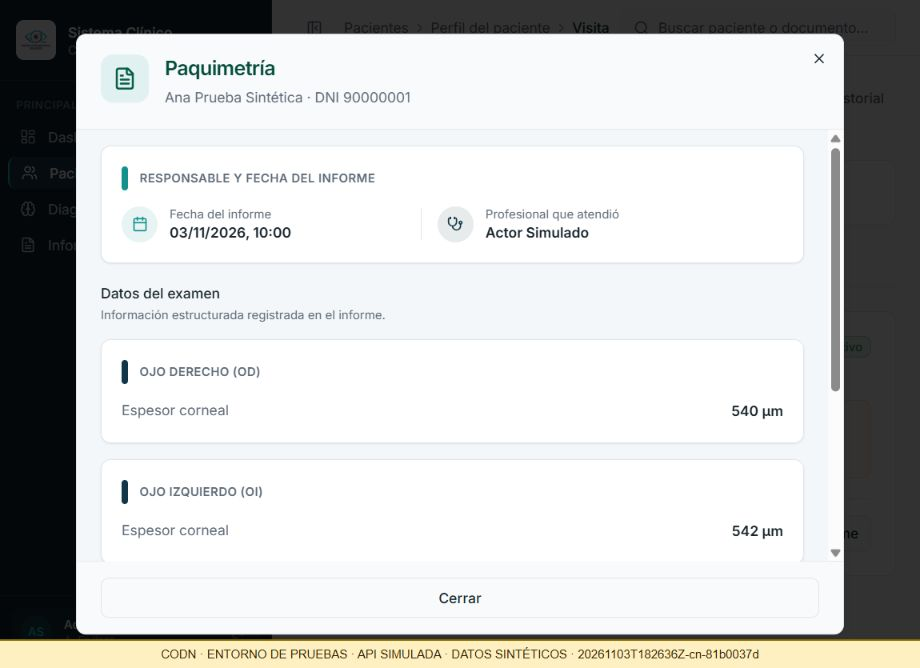 Sistema Clínico
Pacientes > Perfil del paciente > Visita
Buscar paciente o documento...
PRINCIPAL
Paquimetría
Ana Prueba Sintética · DNI 90000001
RESPONSABLE Y FECHA DEL INFORME
Fecha del informe
03/11/2026, 10:00
Profesional que atendió
Actor Simulado
Datos del examen
Información estructurada registrada en el informe.
OJO DERECHO (OD)
Espesor corneal
540 µm
OJO IZQUIERDO (OI)
Espesor corneal
542 µm
Cerrar
AS
CODN · ENTORNO DE PRUEBAS · API SIMULADA · DATOS SINTÉTICOS · 20261103T182636Z-cn-81b0037d